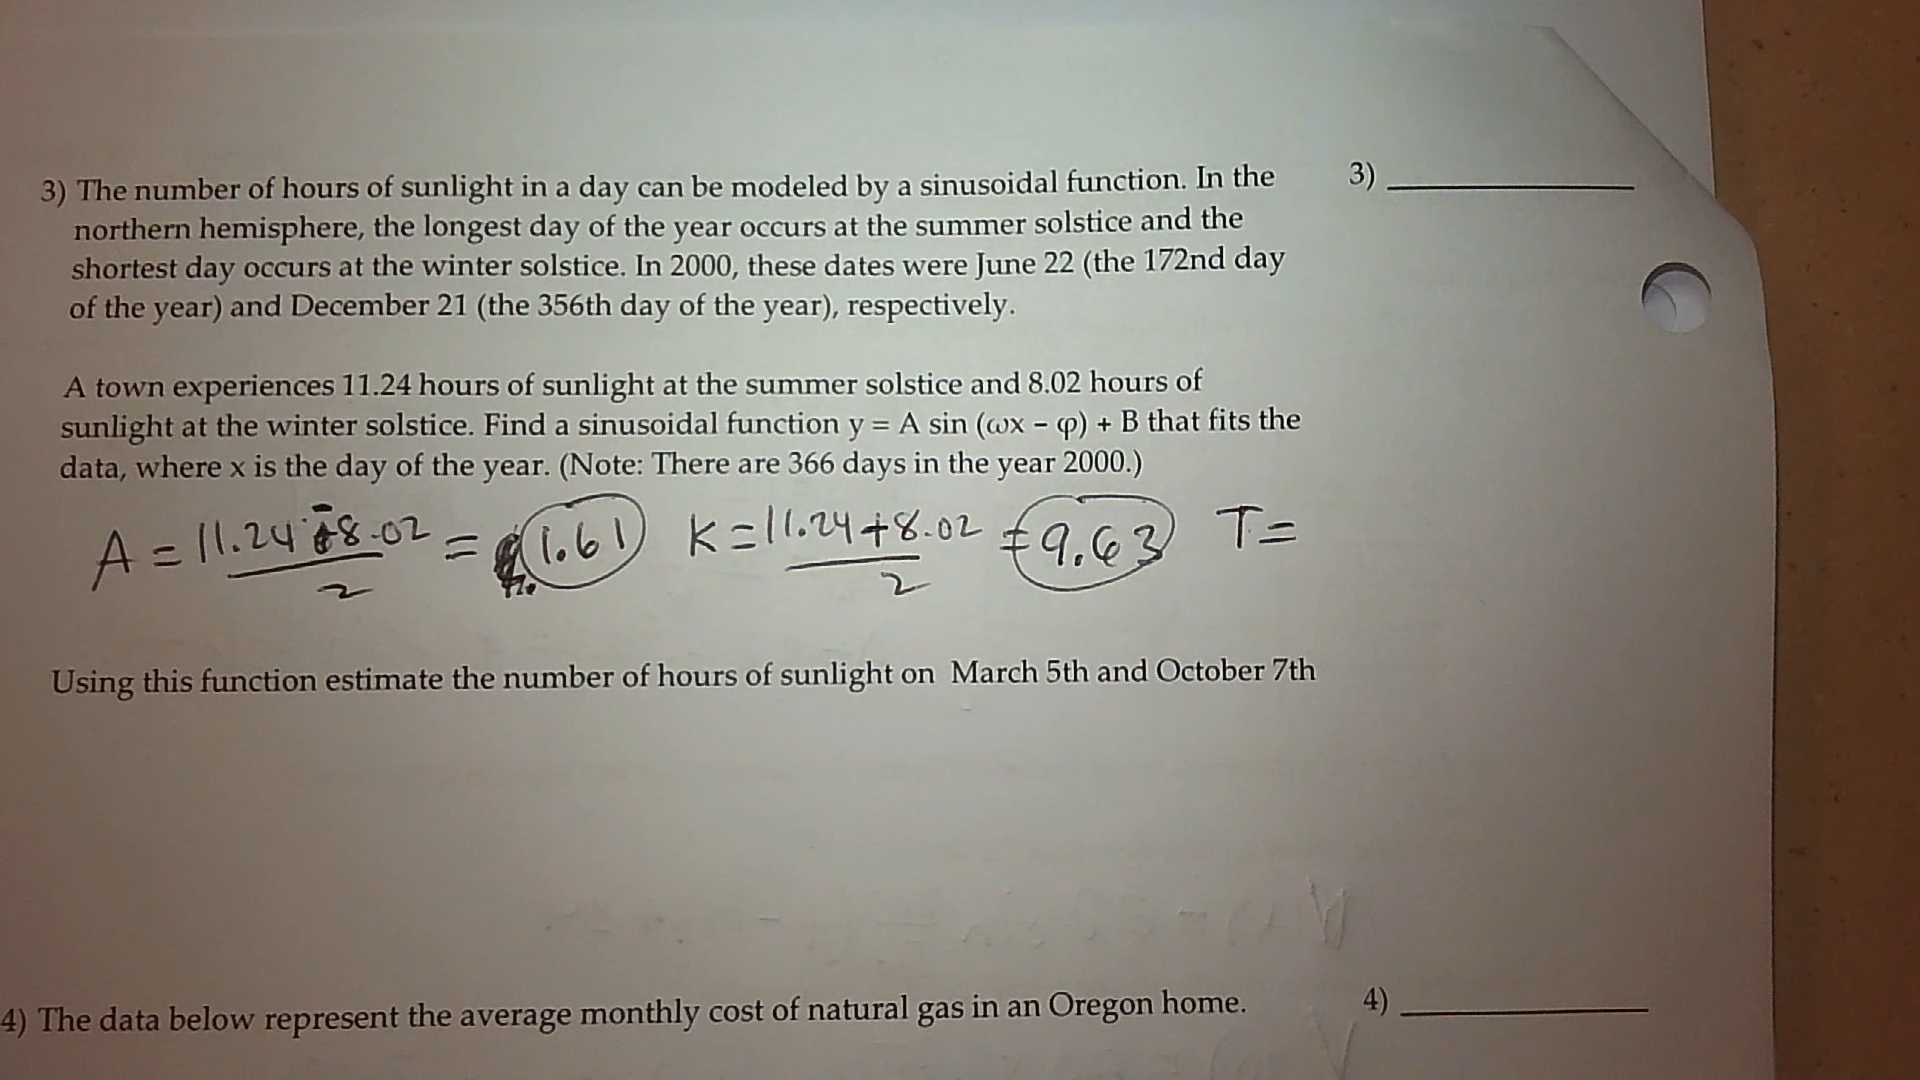 3) The number of hours of sunlight in a day can be modeled by a sinusoidal function. In the 3)
northern hemisphere, the longest day of the year occurs at the summer solstice and the
shortest day occurs at the winter solstice. In 2000, these dates were June 22 (the 172nd day
of the year) and December 21 (the 356th day of the year), respectively.
A town experiences 11.24 hours of sunlight at the summer solstice and 8.02 hours of
sunlight at the winter solstice. Find a sinusoidal function y = A sin (ωx - φ) + B that fits the
data, where x is the day of the year. (Note: There are 366 days in the year 2000.)
A = 11.24 - 8.02 / 2 = 1.61 K = 11.24 + 8.02 / 2 = 9.63 T =
Using this function estimate the number of hours of sunlight on March 5th and October 7th
4) The data below represent the average monthly cost of natural gas in an Oregon home. 4)